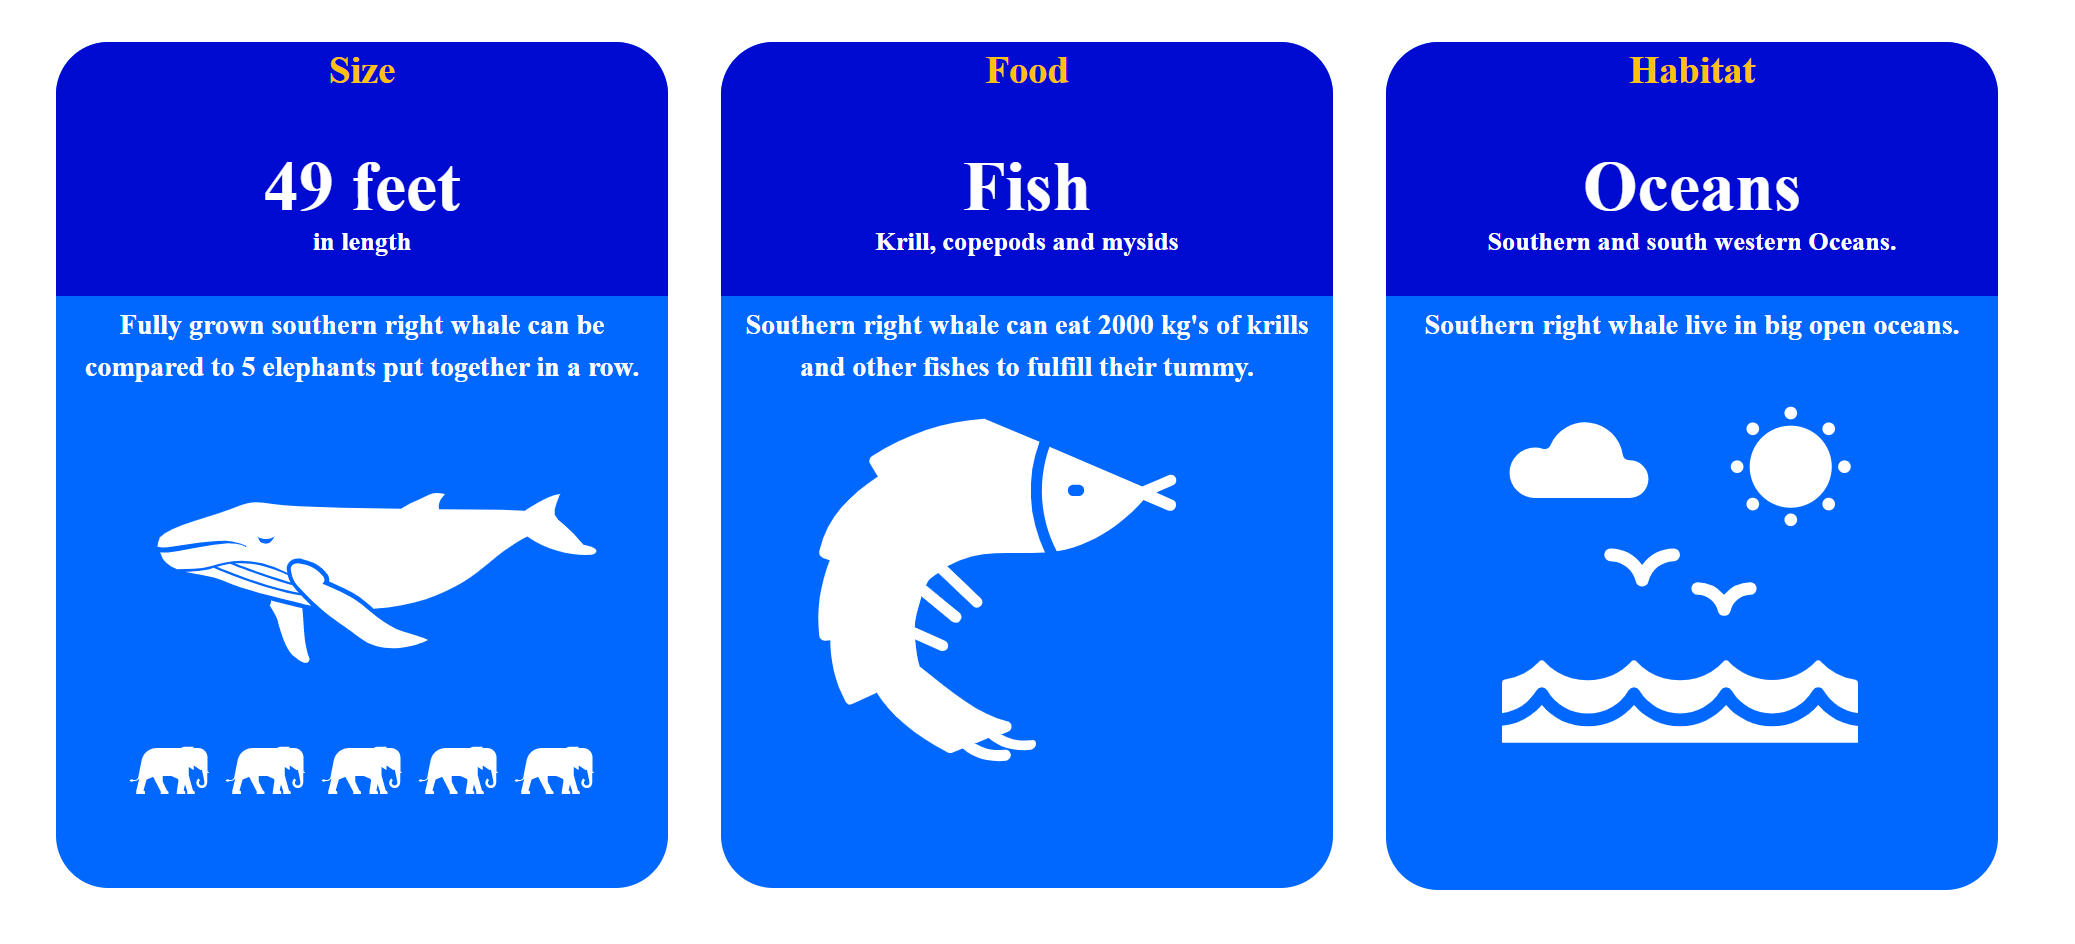 Size
49 feet
in length
Fully grown southern right whale can be
compared to 5 elephants put together in a row.
Food
Fish
Krill, copepods and mysids
Southern right whale can eat 2000 kg's of krills
and other fishes to fulfill their tummy.
Habitat
Oceans
Southern and south western Oceans.
Southern right whale live in big open oceans.